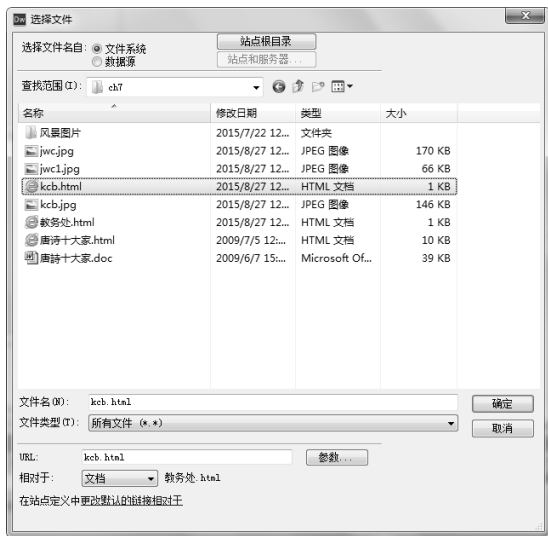 Dw 选择文件
选择文件名自: 文件系统 站点根目录
数据源 站点和服务器...
查找范围(I): ch7
名称 修改日期 类型 大小
风景图片 2015/7/22 12... 文件夹
jwc.jpg 2015/8/27 12... JPEG 图像 170 KB
jwc1.jpg 2015/8/27 12... JPEG 图像 66 KB
kcb.html 2015/8/27 12... HTML 文档 1 KB
kcb.jpg 2015/8/27 12... JPEG 图像 146 KB
教务处.html 2015/8/27 12... HTML 文档 1 KB
唐诗十大家.html 2009/7/5 12:... HTML 文档 10 KB
唐詩十大家.doc 2009/6/7 15:... Microsoft Of... 39 KB
文件名(N): kcb.html 确定
文件类型(T): 所有文件 (*.*) 取消
URL: kcb.html 参数...
相对于: 文档 教务处.html
在站点定义中更改默认的链接相对于